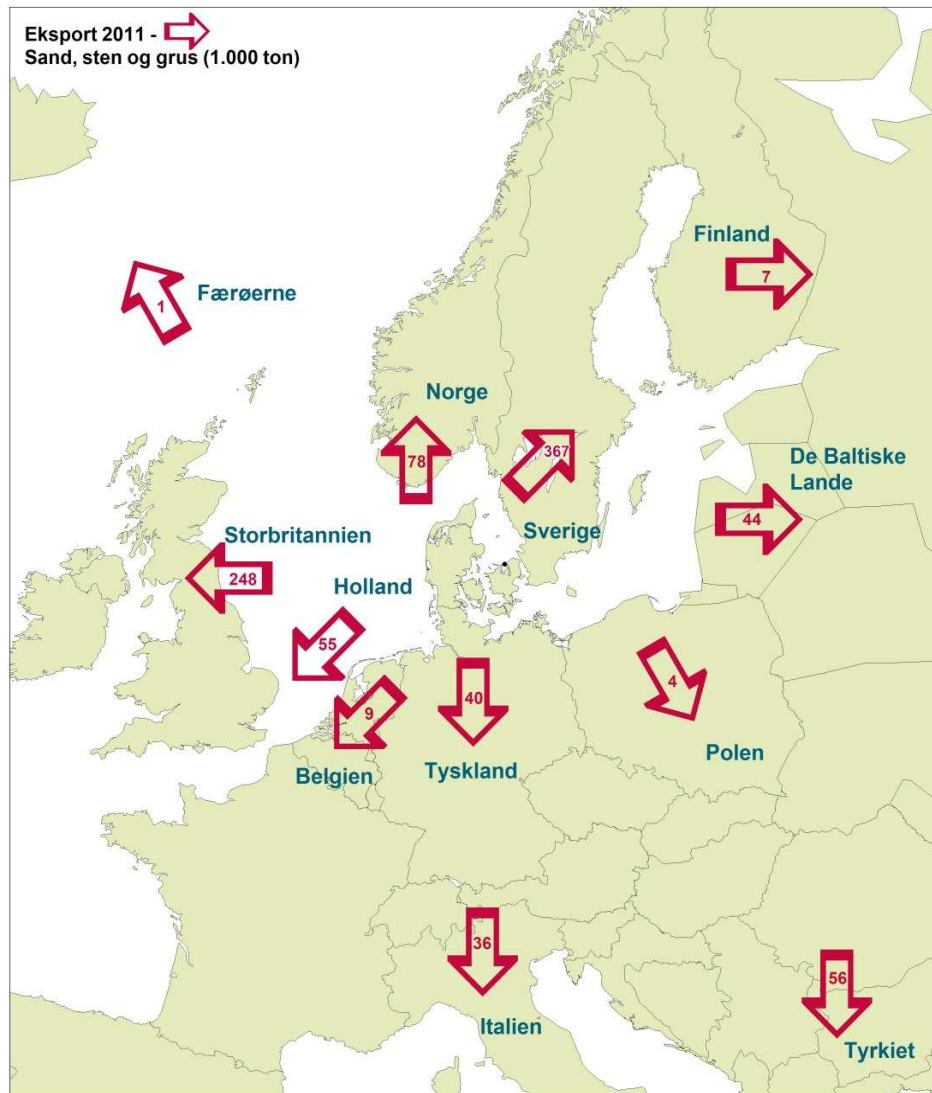 Eksport 2011 -
Sand, sten og grus (1.000 ton)
Finland
7
Færøerne
1
Norge
78
367
De Baltiske
Lande
44
Sverige
Storbritannien
248
Holland
55
9
40
4
Belgien
Tyskland
Polen
36
Italien
56
Tyrkiet